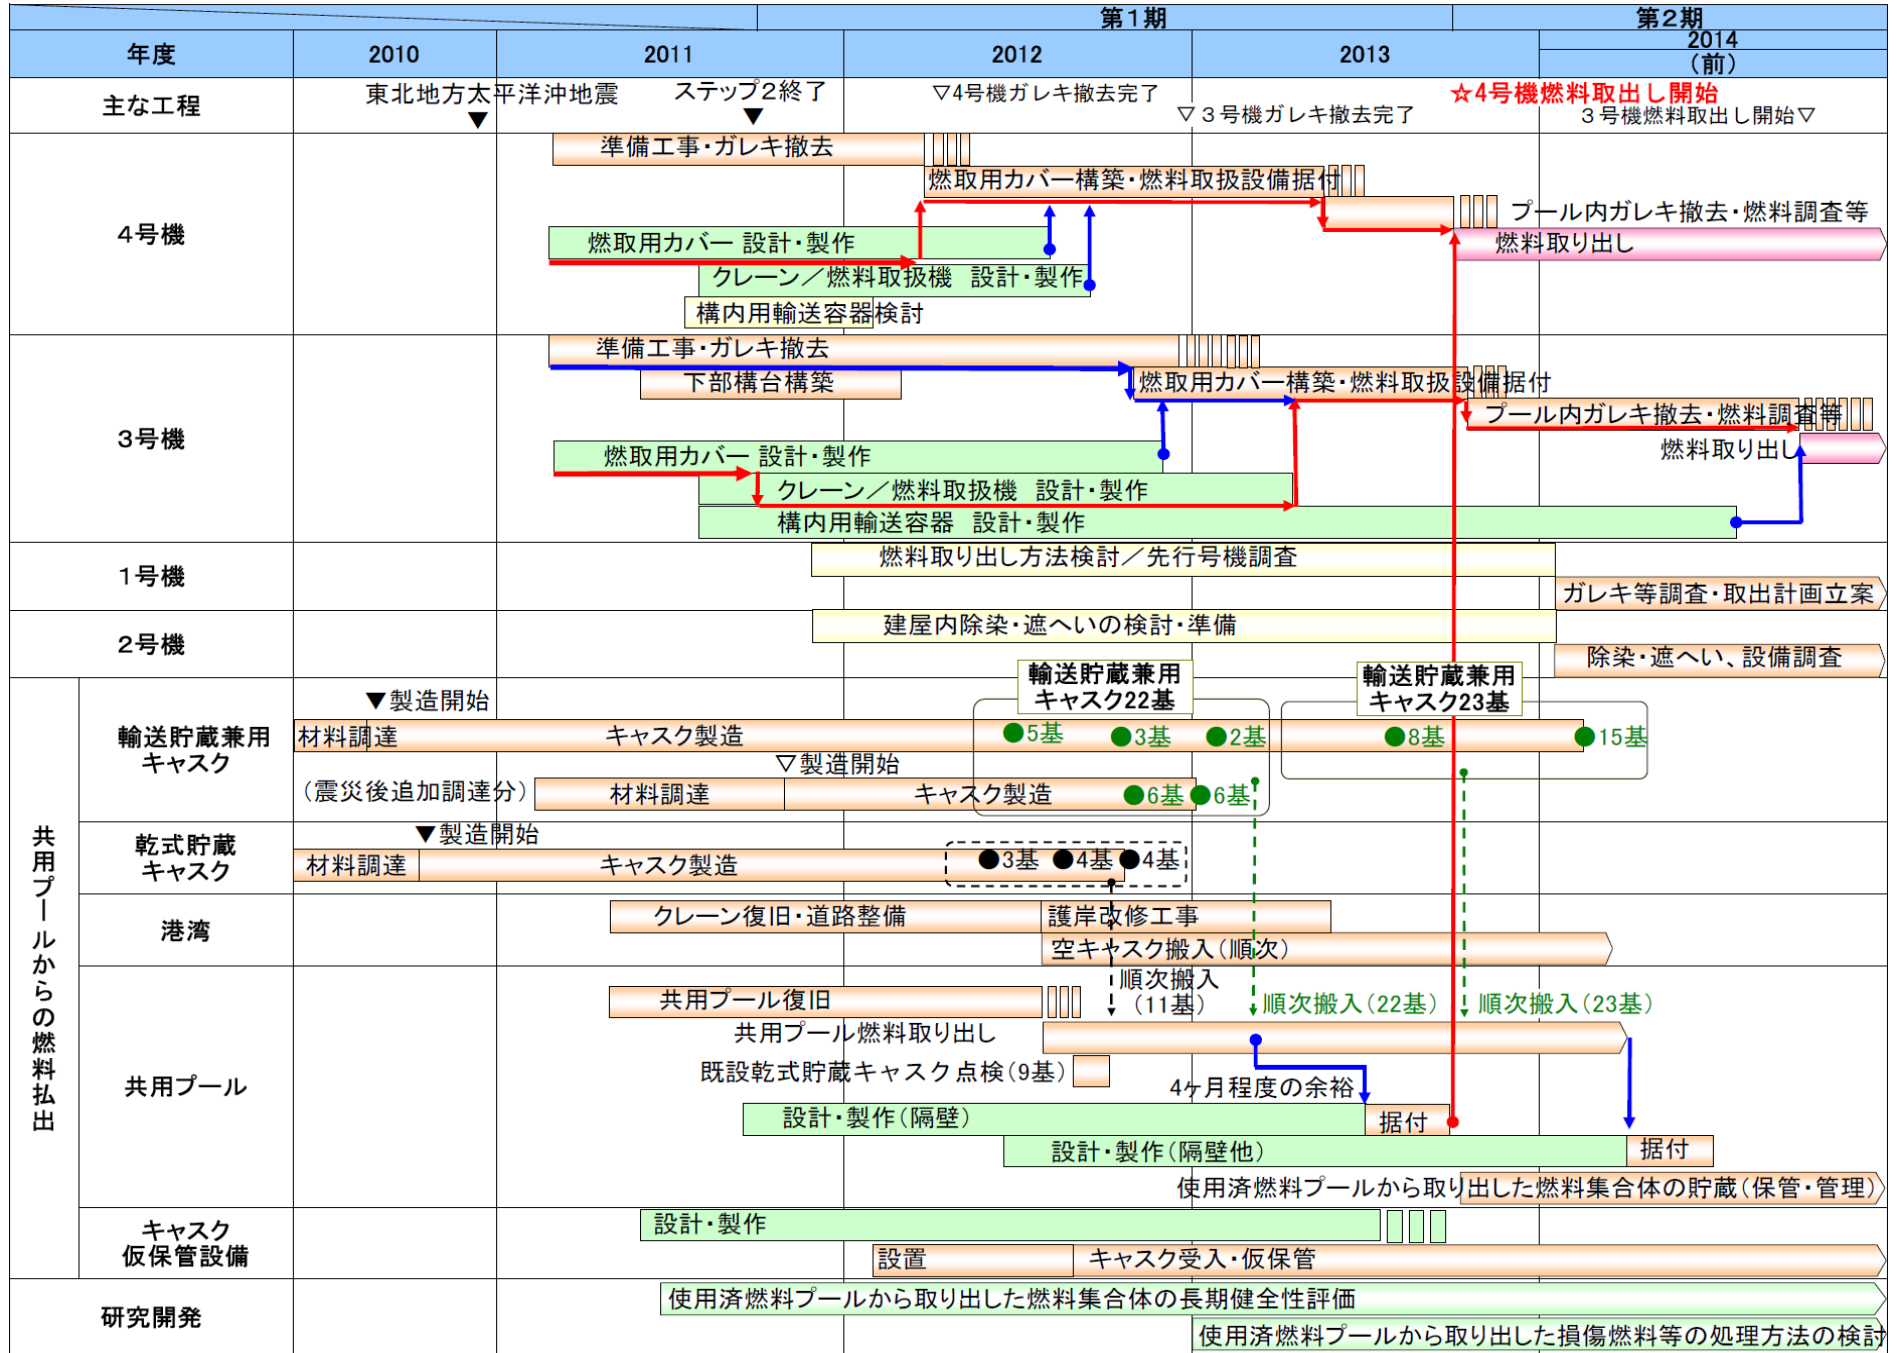 第1期
第2期
年度
2010
2011
2012
2013
2014
（前）
主な工程
東北地方太平洋沖地震
▼
ステップ2終了
▼
▽4号機ガレキ撤去完了
▽3号機ガレキ撤去完了
☆4号機燃料取出し開始
3号機燃料取出し開始▽
4号機
準備工事・ガレキ撤去
燃取用カバー構築・燃料取扱設備据付
プール内ガレキ撤去・燃料調査等
燃取用カバー 設計・製作
燃料取り出し
クレーン／燃料取扱機 設計・製作
構内用輸送容器検討
3号機
準備工事・ガレキ撤去
下部構台構築
燃取用カバー構築・燃料取扱設備据付
プール内ガレキ撤去・燃料調査等
燃取用カバー 設計・製作
燃料取り出し
クレーン／燃料取扱機 設計・製作
構内用輸送容器 設計・製作
1号機
燃料取り出し方法検討／先行号機調査
ガレキ等調査・取出計画立案
2号機
建屋内除染・遮へいの検討・準備
除染・遮へい、設備調査
共用プールからの燃料払出
輸送貯蔵兼用
キャスク
輸送貯蔵兼用
キャスク22基
輸送貯蔵兼用
キャスク23基
▼製造開始
材料調達
キャスク製造
●5基
●3基
●2基
●8基
●15基
▽製造開始
（震災後追加調達分）
材料調達
キャスク製造
●6基
●6基
乾式貯蔵
キャスク
▼製造開始
材料調達
キャスク製造
●3基
●4基
●4基
港湾
クレーン復旧・道路整備
護岸改修工事
空キャスク搬入（順次）
共用プール
順次搬入
（11基）
順次搬入（22基）
順次搬入（23基）
共用プール復旧
共用プール燃料取り出し
既設乾式貯蔵キャスク点検（9基）
4ヶ月程度の余裕
設計・製作（隔壁）
据付
設計・製作（隔壁他）
据付
使用済燃料プールから取り出した燃料集合体の貯蔵（保管・管理）
キャスク
仮保管設備
設計・製作
設置
キャスク受入・仮保管
研究開発
使用済燃料プールから取り出した燃料集合体の長期健全性評価
使用済燃料プールから取り出した損傷燃料等の処理方法の検討